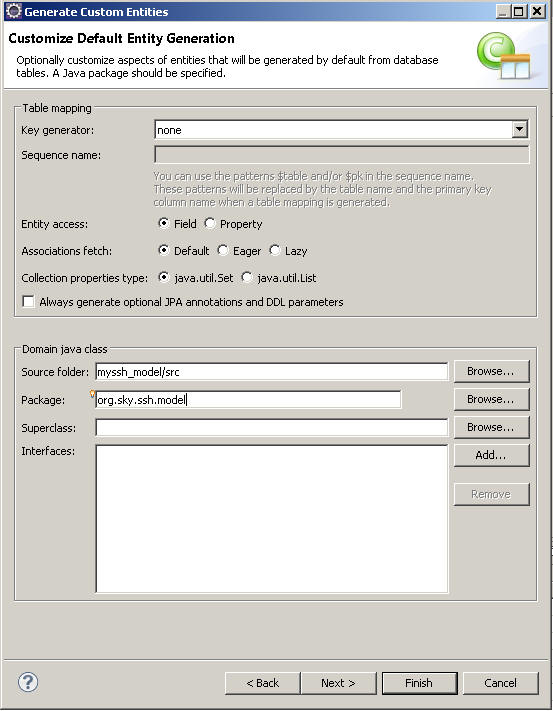 Generate Custom Entities
Customize Default Entity Generation
Optionally customize aspects of entities that will be generated by default from database
tables. A Java package should be specified.
Table mapping
Key generator: none
Sequence name:
You can use the patterns $table and/or $pk in the sequence name.
These patterns will be replaced by the table name and the primary key
column name when a table mapping is generated.
Entity access: Field Property
Associations fetch: Default Eager Lazy
Collection properties type: java.util.Set java.util.List
Always generate optional JPA annotations and DDL parameters
Domain java class
Source folder: myssh_model/src Browse...
Package: org.sky.ssh.model Browse...
Superclass: Browse...
Interfaces: Add...
Remove
? < Back Next > Finish Cancel